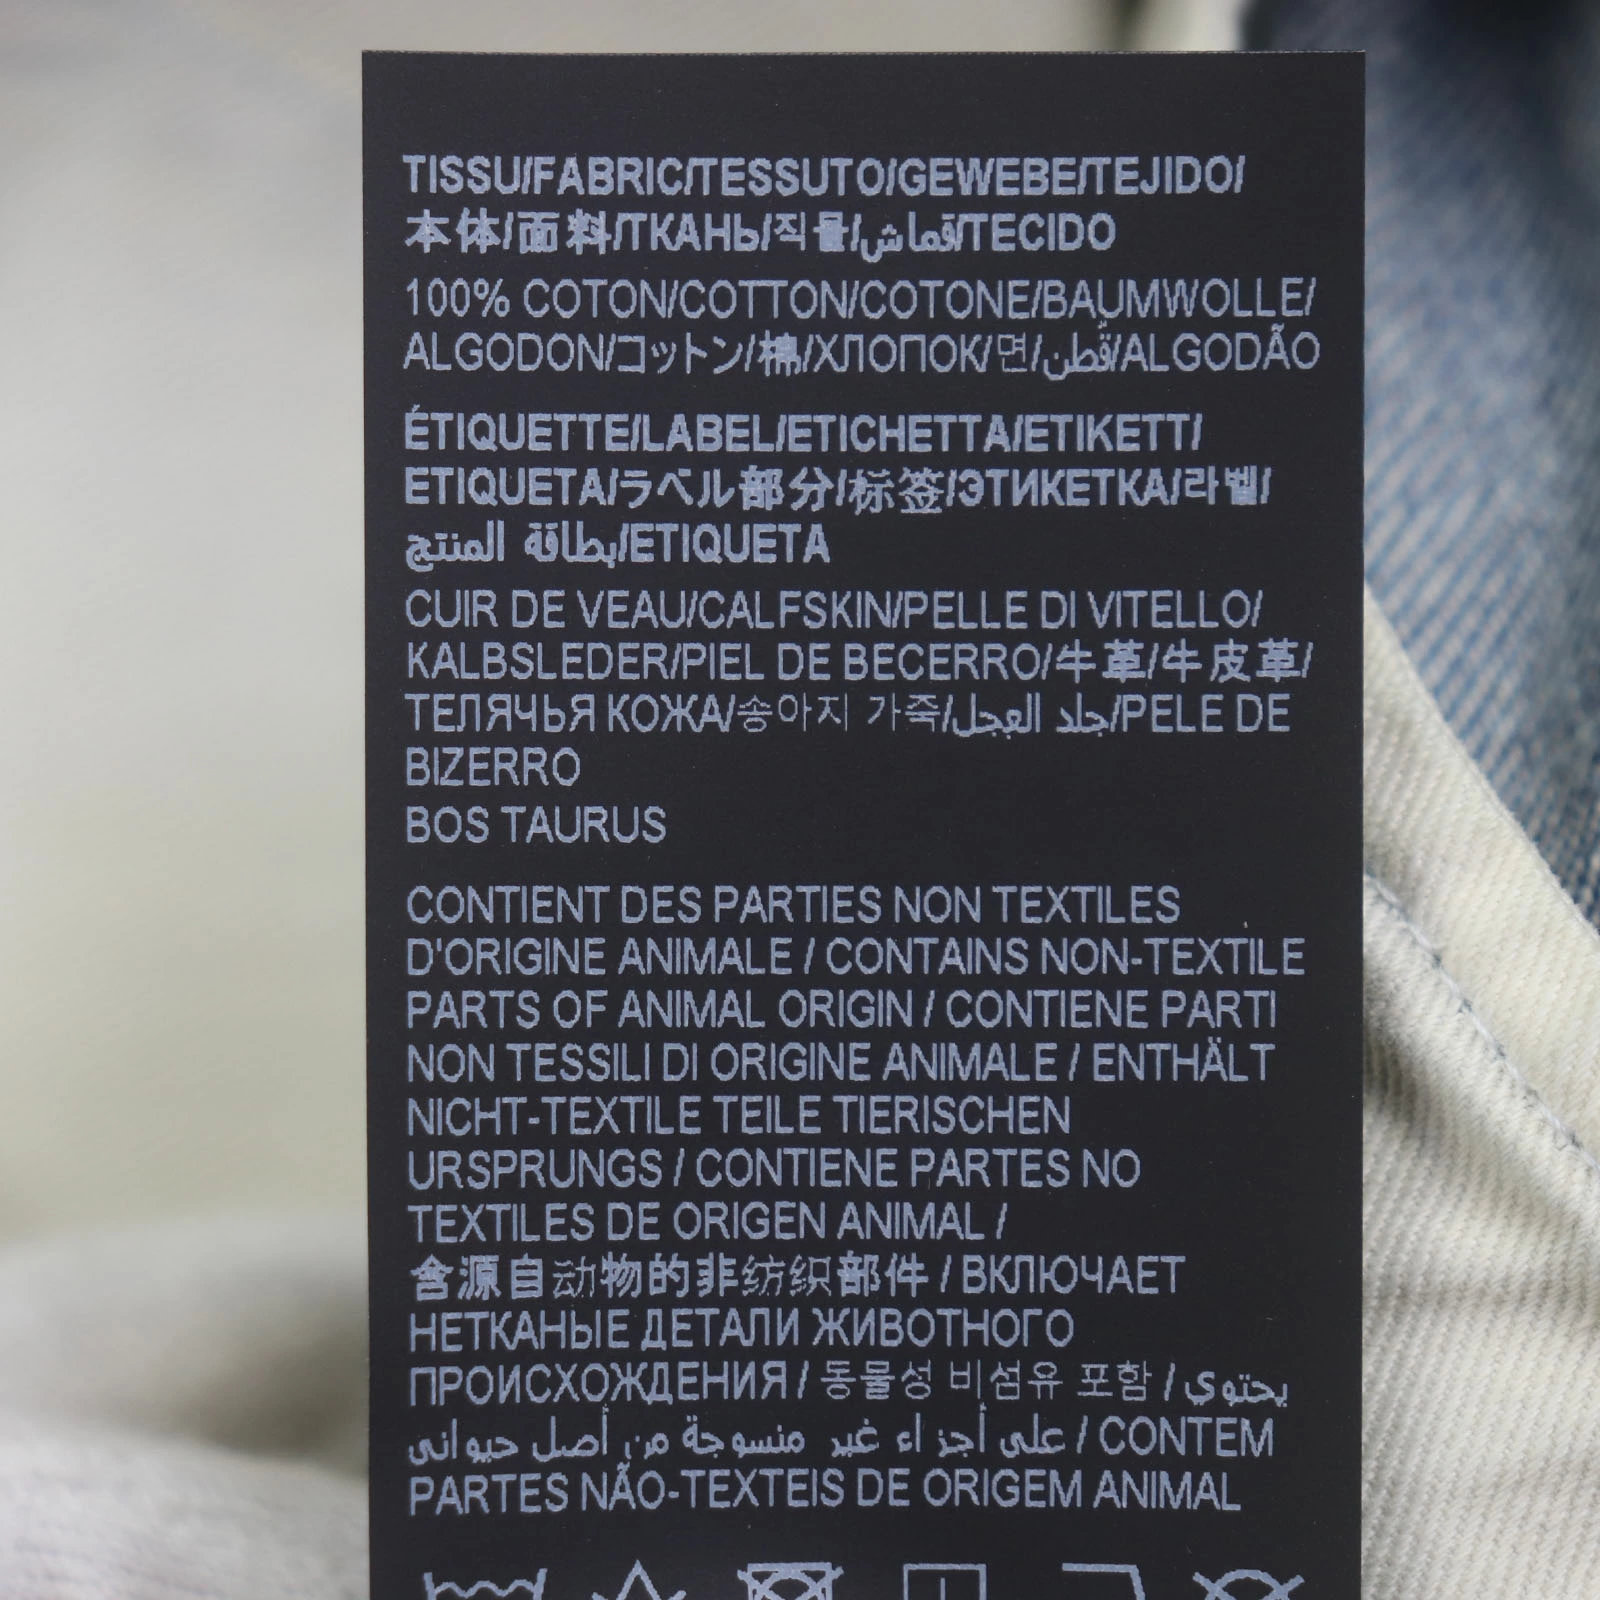 TISSU/FABRIC/TESSUTO/GEWEBE/TEJIDO/
本体/面料/ТКАНЬ/직물/قماش/TECIDO
100% COTON/COTTON/COTONE/BAUMWOLLE/
ALGODON/コットン/棉/ХЛОПОК/면/قطن/ALGODÃO
ÉTIQUETTE/LABEL/ETICHETTA/ETIKETT/
ETIQUETA/ラベル部分/标签/ЭТИКЕТКА/라벨/
بطاقة المنتج/ETIQUETA
CUIR DE VEAU/CALFSKIN/PELLE DI VITELLO/
KALBSLEDER/PIEL DE BECERRO/牛革/牛皮革/
ТЕЛЯЧЬЯ КОЖА/송아지 가죽/جلد العجل/PELE DE
BIZERRO
BOS TAURUS
CONTIENT DES PARTIES NON TEXTILES
D'ORIGINE ANIMALE / CONTAINS NON-TEXTILE
PARTS OF ANIMAL ORIGIN / CONTIENE PARTI
NON TESSILI DI ORIGINE ANIMALE / ENTHÄLT
NICHT-TEXTILE TEILE TIERISCHEN
URSPRUNGS / CONTIENE PARTES NO
TEXTILES DE ORIGEN ANIMAL /
含源自动物的非纺织部件 / ВКЛЮЧАЕТ
НЕТКАНЫЕ ДЕТАЛИ ЖИВОТНОГО
ПРОИСХОЖДЕНИЯ / 동물성 비섬유 포함 / يحتوي
على أجزاء غير منسوجة من أصل حيواني / CONTEM
PARTES NÃO-TEXTEIS DE ORIGEM ANIMAL